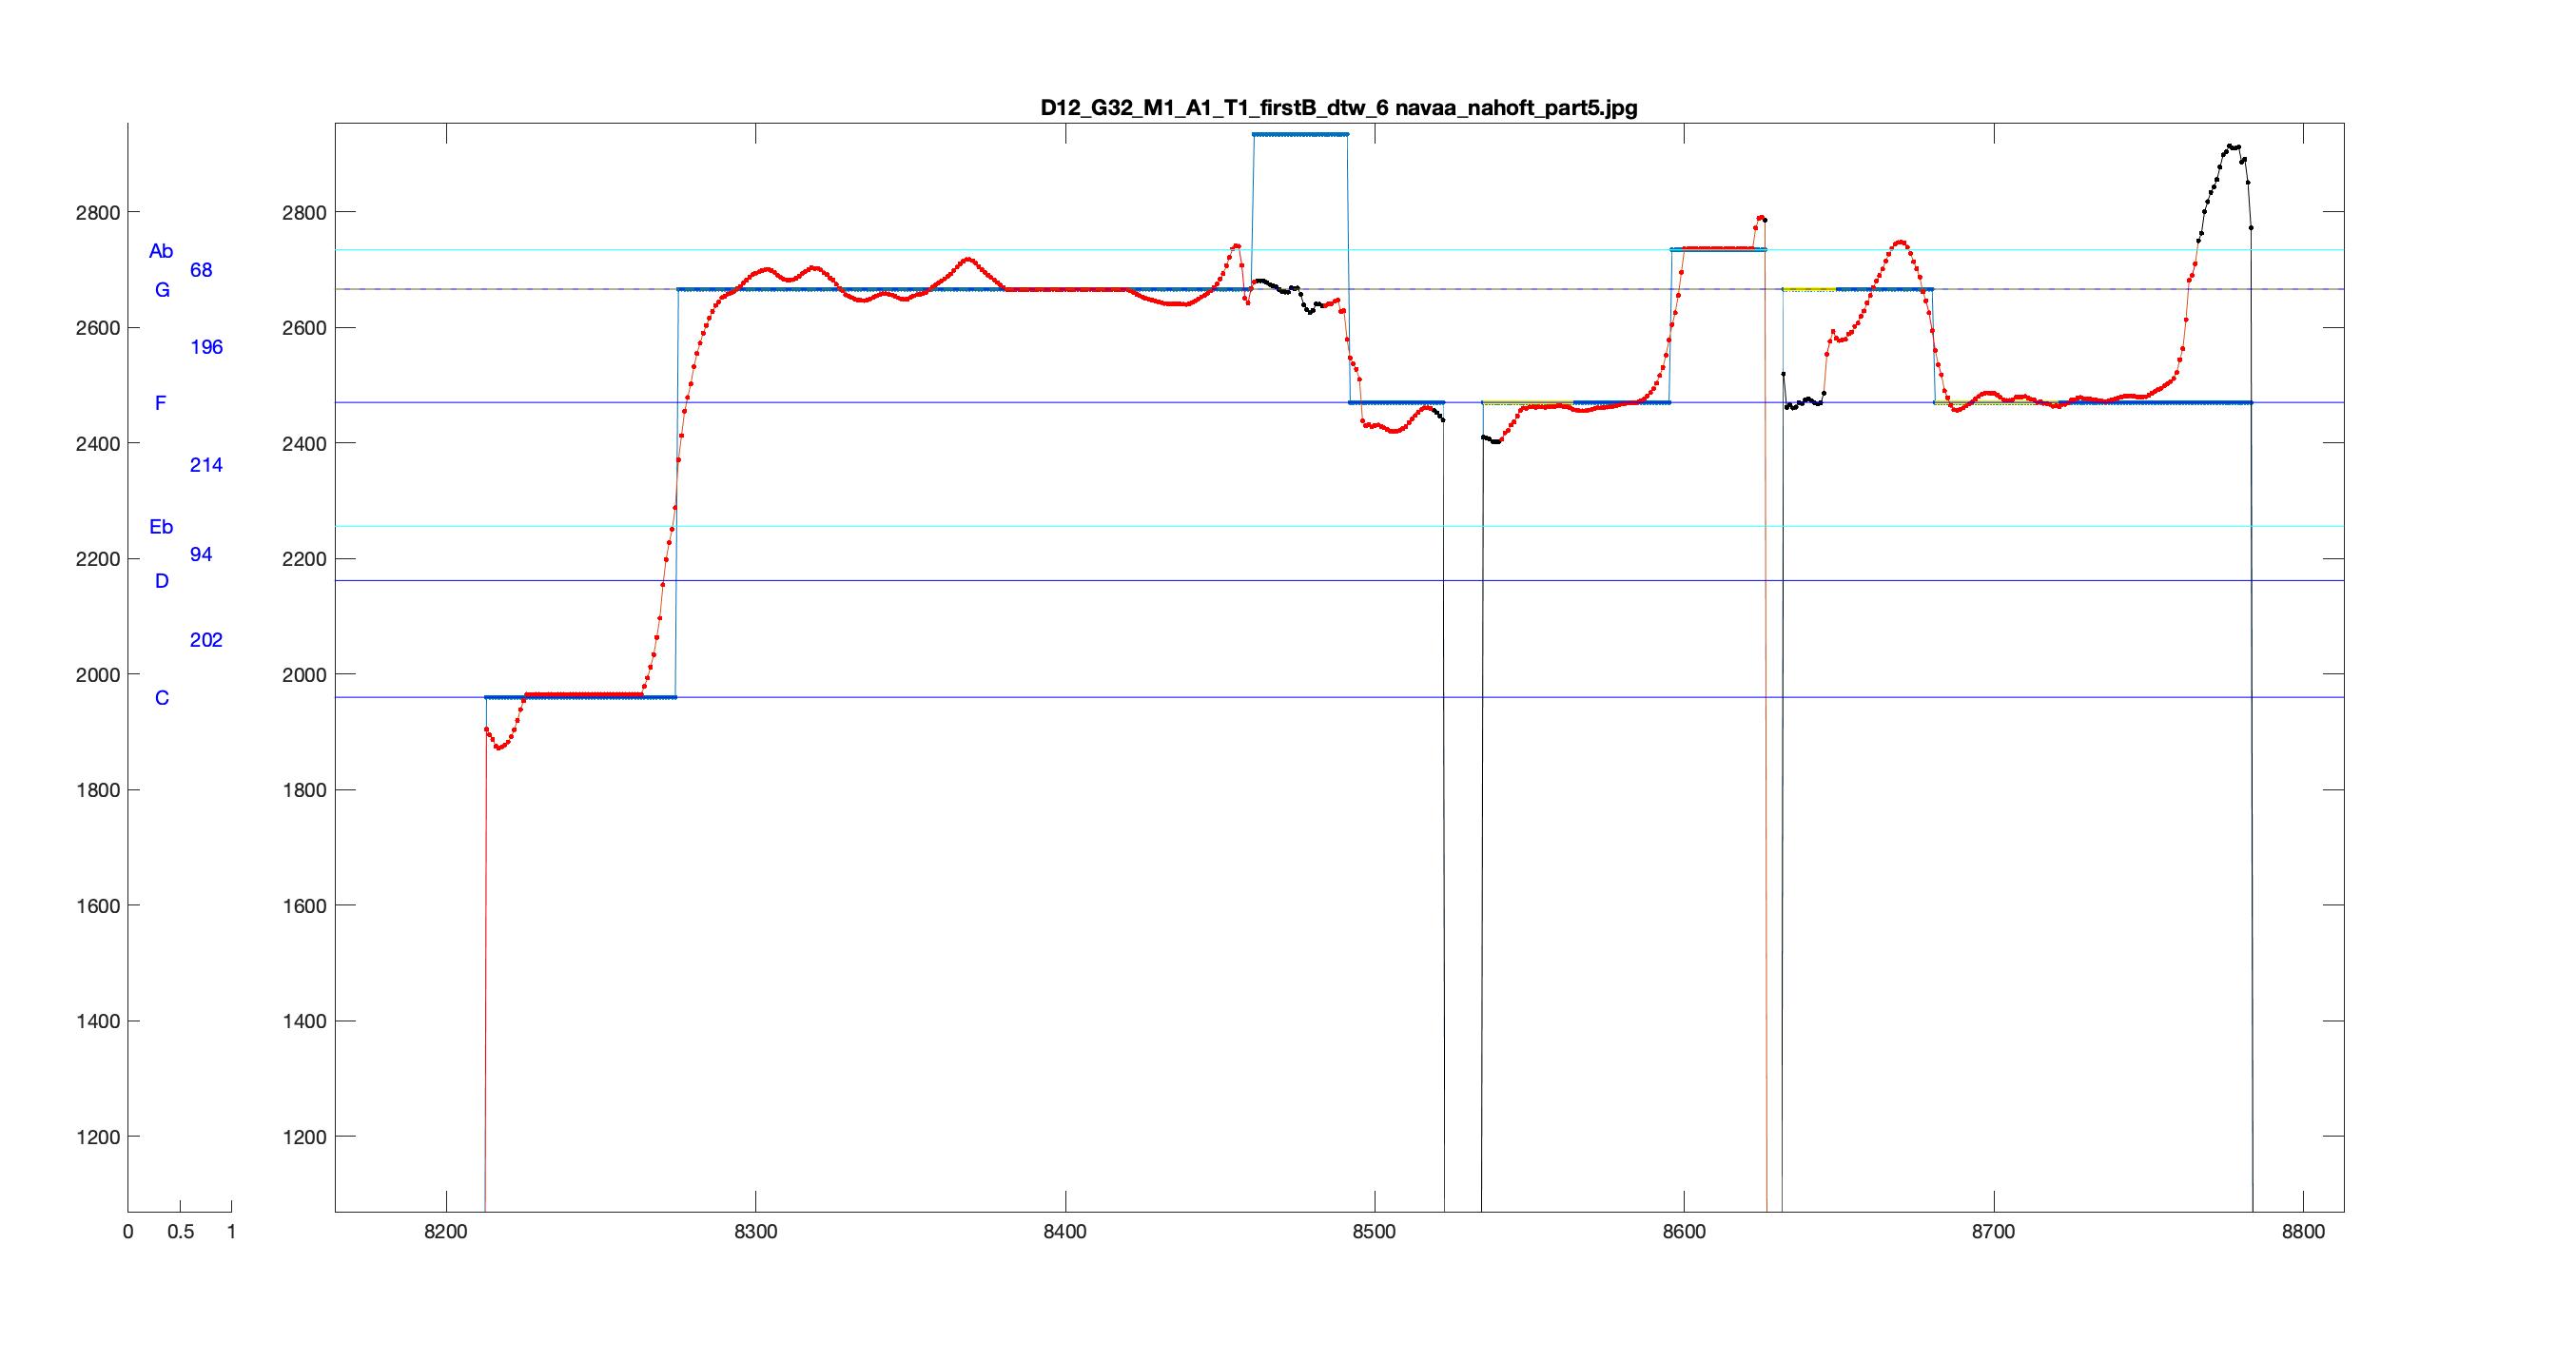 D12_G32_M1_A1_T1_firstB_dtw_6 navaa_nahoft_part5.jpg
2800 2800
Ab
68
G
2600 2600
196
F
2400 2400
214
Eb
94
2200 2200
D
202
2000 2000
C
1800 1800
1600 1600
1400 1400
1200 1200
0 0.5 1 8200 8300 8400 8500 8600 8700 8800